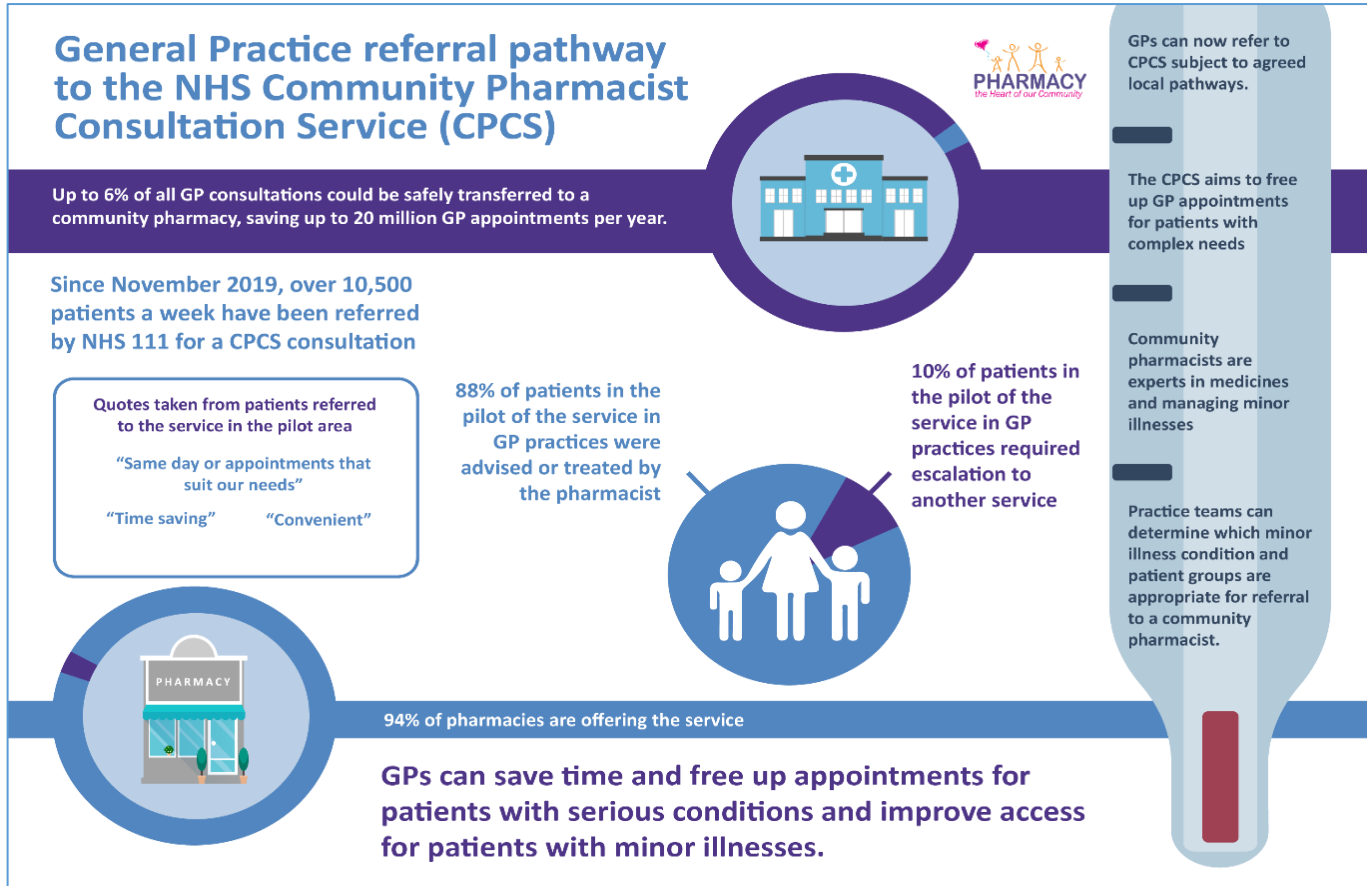 General Practice referral pathway
to the NHS Community Pharmacist
Consultation Service (CPCS)
PHARMACY
the Heart of our Community
Up to 6% of all GP consultations could be safely transferred to a
community pharmacy, saving up to 20 million GP appointments per year.
Since November 2019, over 10,500
patients a week have been referred
by NHS 111 for a CPCS consultation
Quotes taken from patients referred
to the service in the pilot area
“Same day or appointments that
suit our needs”
“Time saving” “Convenient”
88% of patients in the
pilot of the service in
GP practices were
advised or treated by
the pharmacist
10% of patients in
the pilot of the
service in GP
practices required
escalation to
another service
PHARMACY
94% of pharmacies are offering the service
GPs can save time and free up appointments for
patients with serious conditions and improve access
for patients with minor illnesses.
GPs can now refer to
CPCS subject to agreed
local pathways.
The CPCS aims to free
up GP appointments
for patients with
complex needs
Community
pharmacists are
experts in medicines
and managing minor
illnesses
Practice teams can
determine which minor
illness condition and
patient groups are
appropriate for referral
to a community
pharmacist.